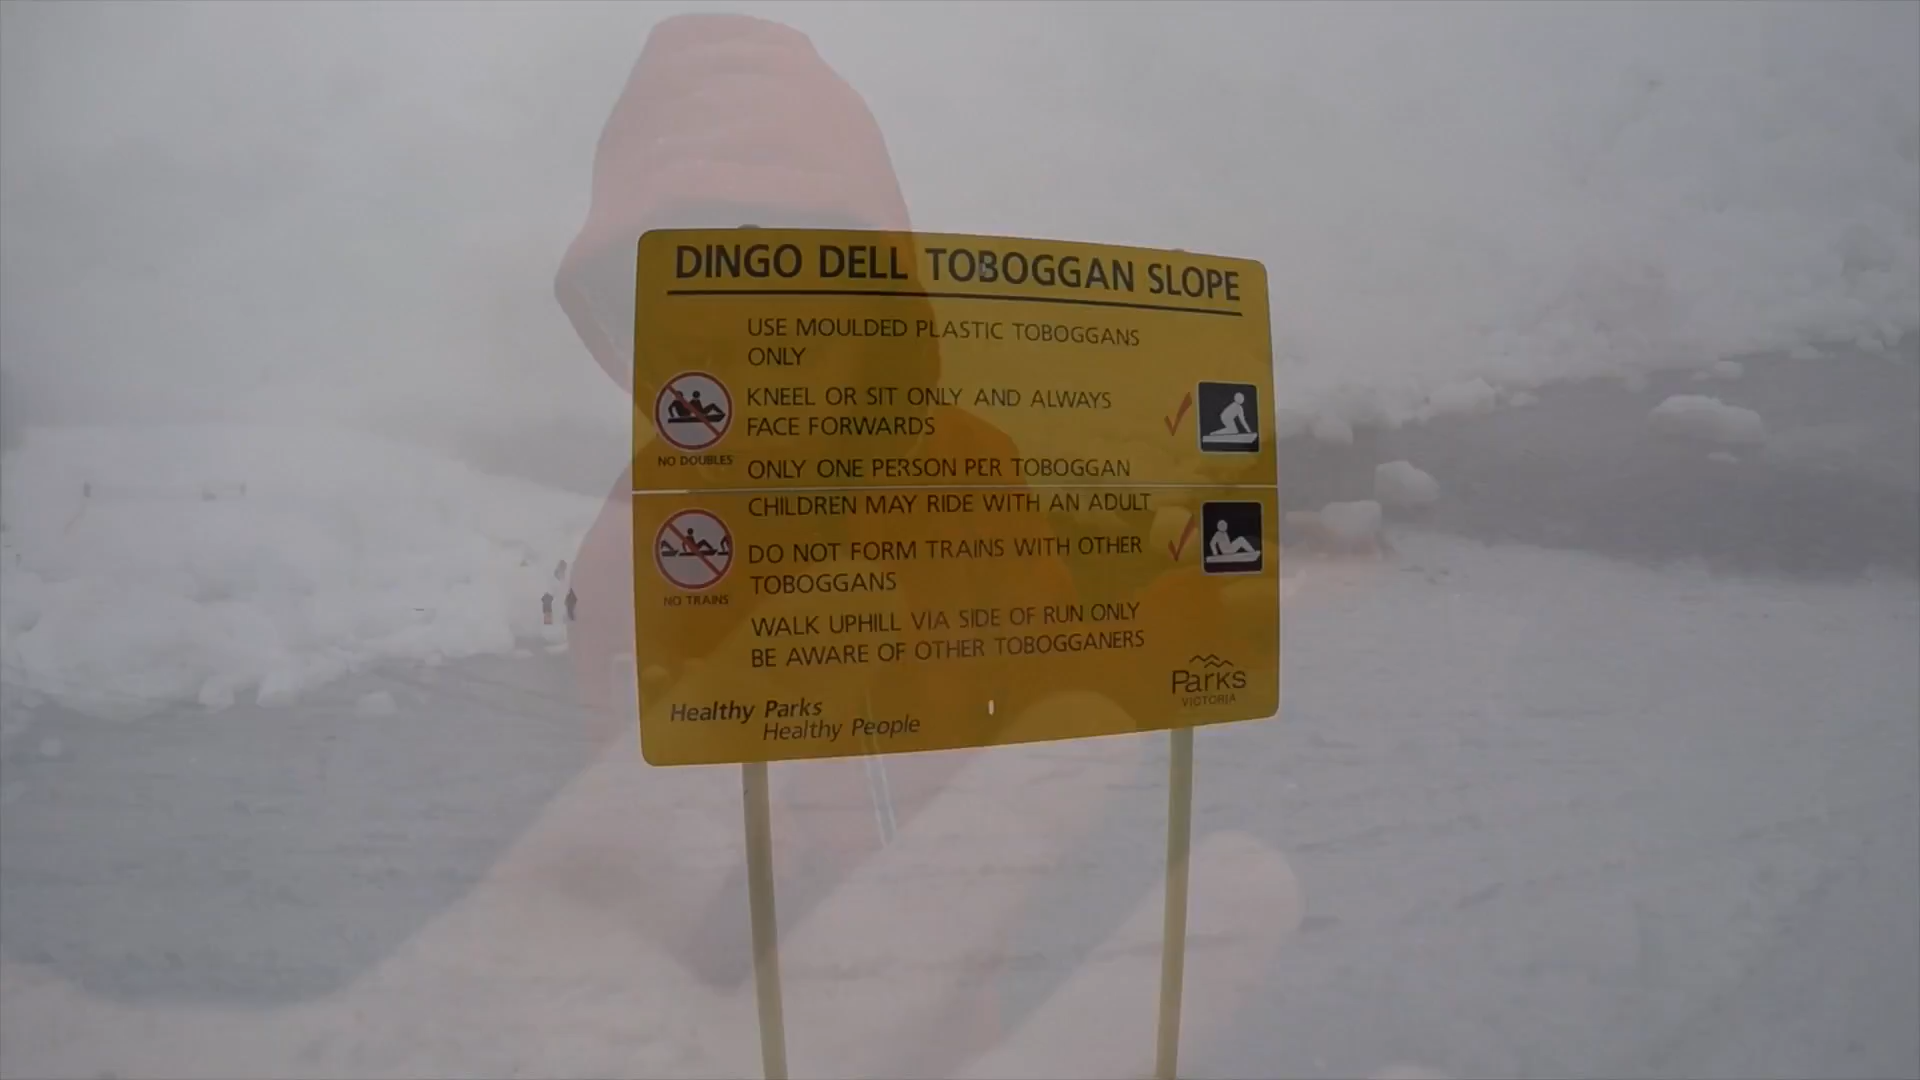 DINGO DELL TOBOGGAN SLOPE
USE MOULDED PLASTIC TOBOGGANS
ONLY
KNEEL OR SIT ONLY AND ALWAYS
FACE FORWARDS
NO DOUBLES
ONLY ONE PERSON PER TOBOGGAN
CHILDREN MAY RIDE WITH AN ADULT
DO NOT FORM TRAINS WITH OTHER
TOBOGGANS
NO TRAINS
WALK UPHILL VIA SIDE OF RUN ONLY
BE AWARE OF OTHER TOBOGGANERS
Healthy Parks
Healthy People
Parks
VICTORIA